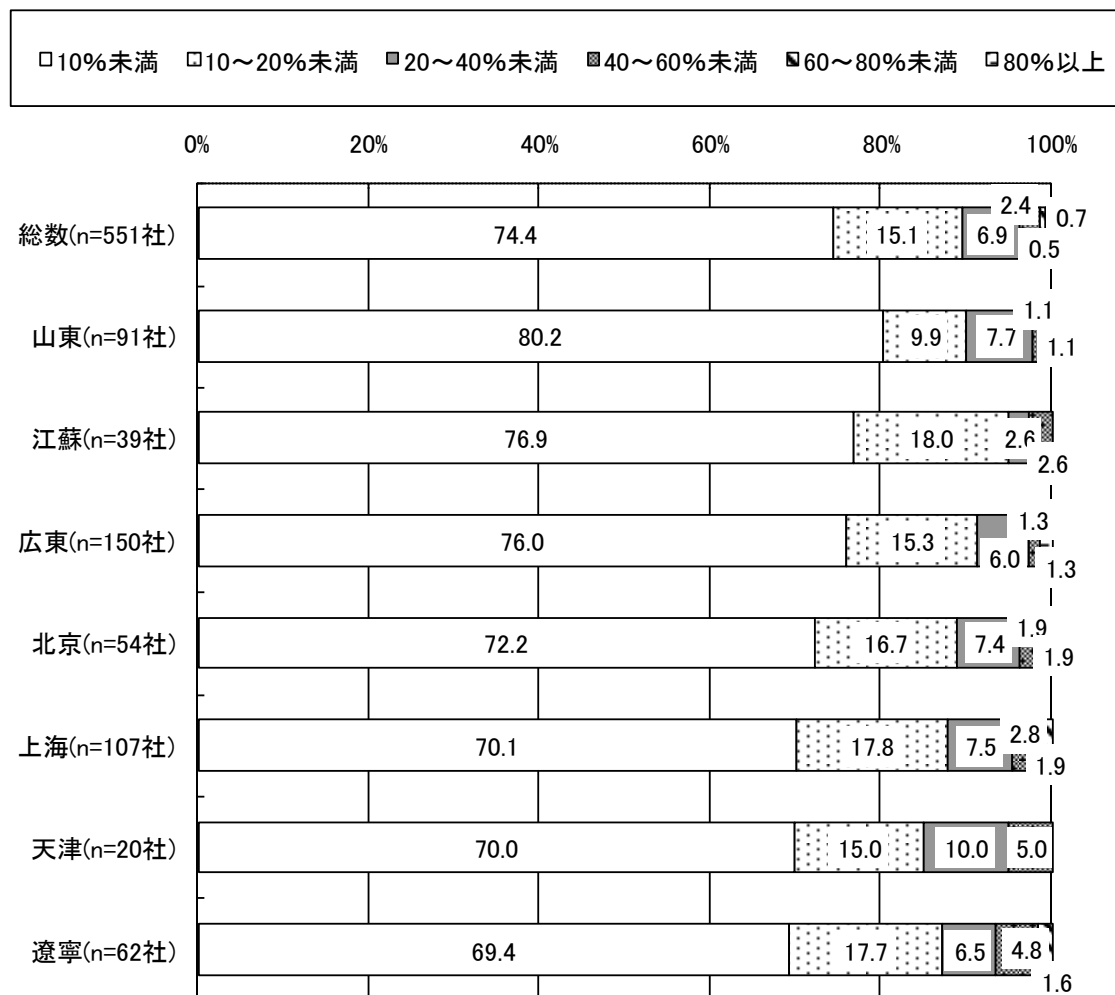 10%未満 10～20%未満 20～40%未満 40～60%未満 60～80%未満 80%以上
0% 20% 40% 60% 80% 100%
総数(n=551社) 74.4 15.1 6.9 2.4 0.5 0.7
山東(n=91社) 80.2 9.9 7.7 1.1 1.1
江蘇(n=39社) 76.9 18.0 2.6 2.6
広東(n=150社) 76.0 15.3 6.0 1.3 1.3
北京(n=54社) 72.2 16.7 7.4 1.9 1.9
上海(n=107社) 70.1 17.8 7.5 2.8 1.9
天津(n=20社) 70.0 15.0 10.0 5.0
遼寧(n=62社) 69.4 17.7 6.5 4.8 1.6